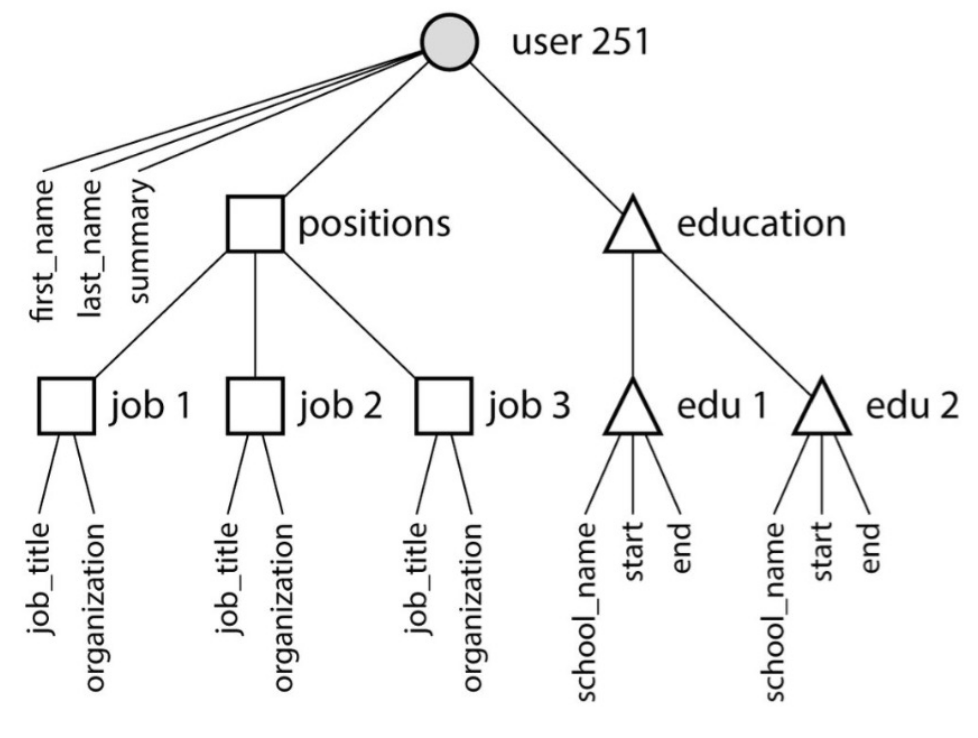 user 251
first_name
last_name
summary
positions
education
job 1
job 2
job 3
edu 1
edu 2
job_title
organization
job_title
organization
job_title
organization
school_name
start
end
school_name
start
end